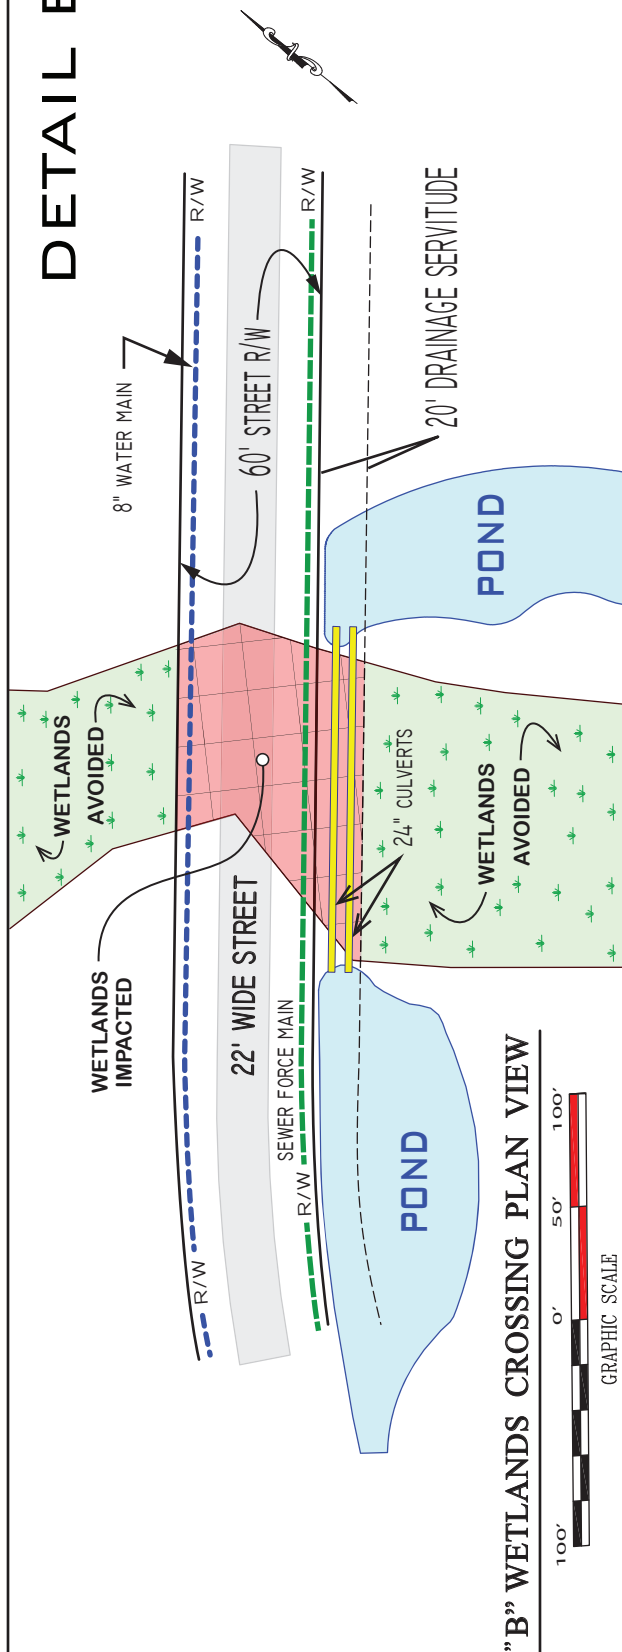 DETAIL
R/W
R/W
8" WATER MAIN
60' STREET R/W
20' DRAINAGE SERVITUDE
POND
WETLANDS
AVOIDED
24" CULVERTS
WETLANDS
AVOIDED
WETLANDS
IMPACTED
22' WIDE STREET
SEWER FORCE MAIN
R/W
R/W
POND
"B" WETLANDS CROSSING PLAN VIEW
100' 0' 50' 100'
GRAPHIC SCALE